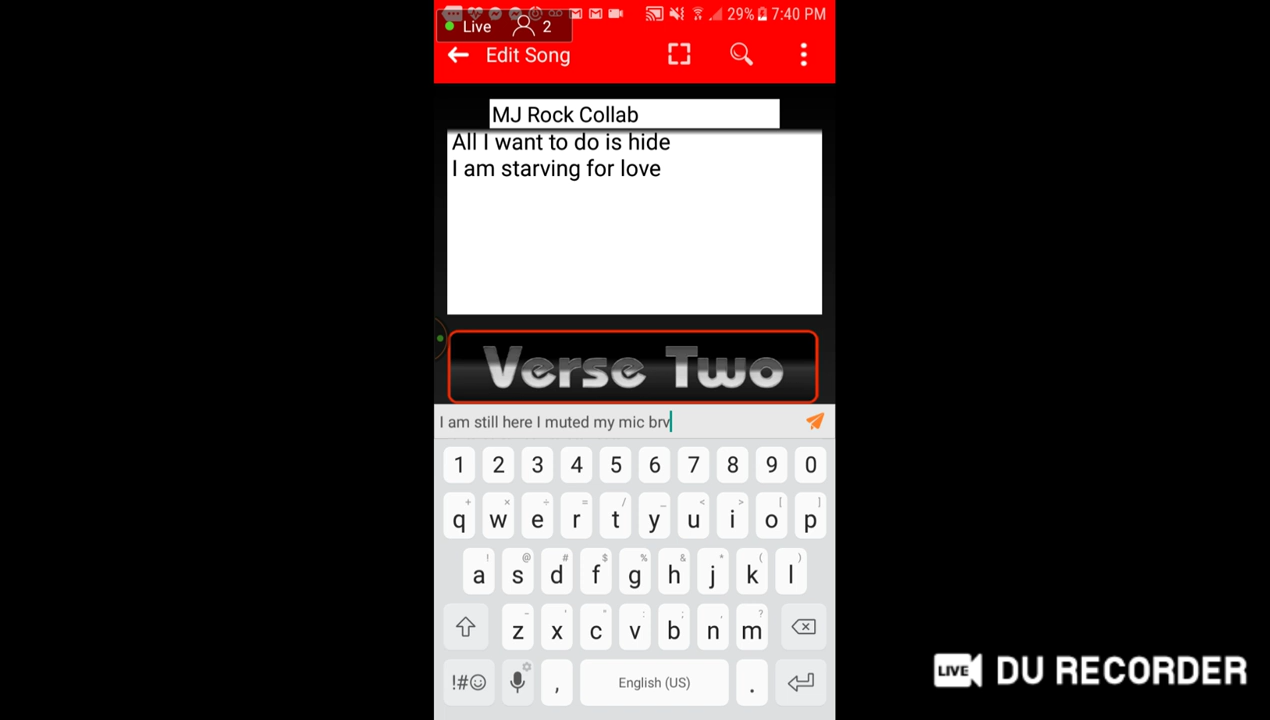 29% 7:40 PM
Live 2
Edit Song
MJ Rock Collab
All I want to do is hide
I am starving for love
Verse Two
I am still here I muted my mic brv
1 2 3 4 5 6 7 8 9 0
+ × ÷ = / _ < > [ ]
q w e r t y u i o p
! @ # $ % & * ( )
a s d f g h j k l
- ' " : ; , ?
z x c v b n m
!#☺ , English (US) .
LIVE DU RECORDER